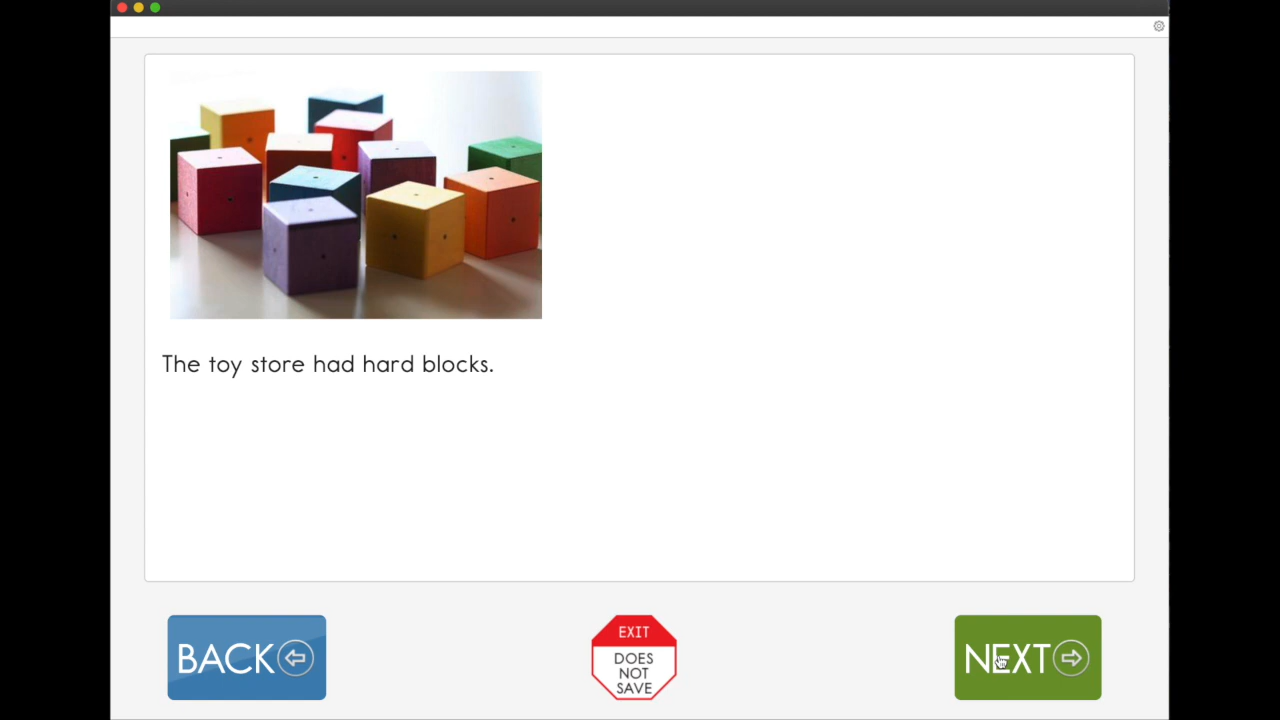 The toy store had hard blocks.
BACK
EXIT
DOES
NOT
SAVE
NEXT